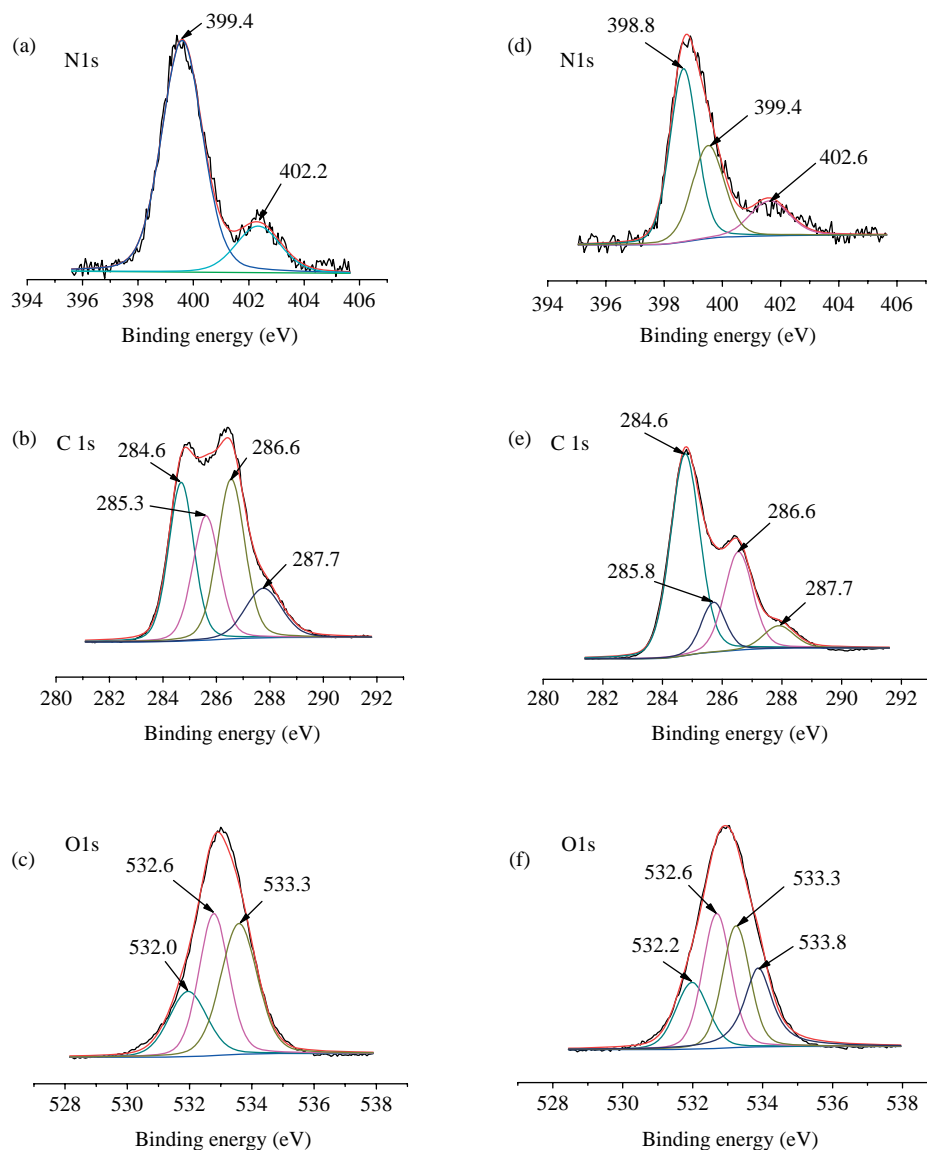 (a)
N1s
399.4
402.2
394 396 398 400 402 404 406
Binding energy (eV)
(d)
N1s
398.8
399.4
402.6
394 396 398 400 402 404 406
Binding energy (eV)
(b)
C 1s
284.6
285.3
286.6
287.7
280 282 284 286 288 290 292
Binding energy (eV)
(e)
C 1s
284.6
285.8
286.6
287.7
280 282 284 286 288 290 292
Binding energy (eV)
(c)
O1s
532.6
533.3
532.0
528 530 532 534 536 538
Binding energy (eV)
(f)
O1s
532.6
533.3
532.2
533.8
528 530 532 534 536 538
Binding energy (eV)